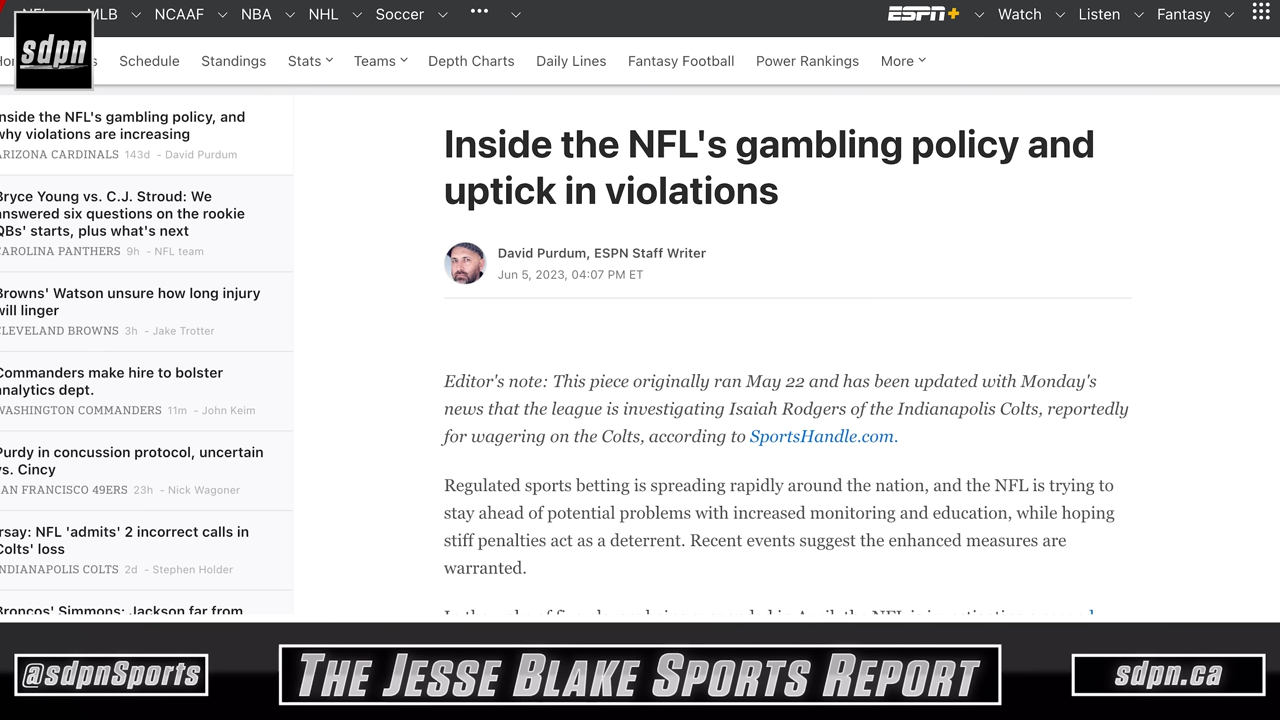 MLB NCAAF NBA NHL Soccer ••• ESPN+ Watch Listen Fantasy
sdpn
Schedule Standings Stats Teams Depth Charts Daily Lines Fantasy Football Power Rankings More
nside the NFL's gambling policy, and
why violations are increasing
ARIZONA CARDINALS 143d - David Purdum
Bryce Young vs. C.J. Stroud: We
answered six questions on the rookie
QBs' starts, plus what's next
CAROLINA PANTHERS 9h - NFL team
Browns' Watson unsure how long injury
will linger
CLEVELAND BROWNS 3h - Jake Trotter
Commanders make hire to bolster
analytics dept.
WASHINGTON COMMANDERS 11m - John Keim
Purdy in concussion protocol, uncertain
vs. Cincy
SAN FRANCISCO 49ERS 23h - Nick Wagoner
rsay: NFL 'admits' 2 incorrect calls in
Colts' loss
INDIANAPOLIS COLTS 2d - Stephen Holder
Broncos' Simmons: Jackson far from
Inside the NFL's gambling policy and
uptick in violations
David Purdum, ESPN Staff Writer
Jun 5, 2023, 04:07 PM ET
Editor's note: This piece originally ran May 22 and has been updated with Monday's
news that the league is investigating Isaiah Rodgers of the Indianapolis Colts, reportedly
for wagering on the Colts, according to SportsHandle.com.
Regulated sports betting is spreading rapidly around the nation, and the NFL is trying to
stay ahead of potential problems with increased monitoring and education, while hoping
stiff penalties act as a deterrent. Recent events suggest the enhanced measures are
warranted.
@sdpnSports
THE JESSE BLAKE SPORTS REPORT
sdpn.ca